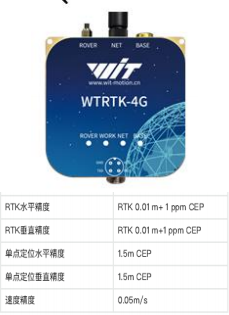 ROVER NET BASE
WIT
www.wit-motion.cn
WTRTK-4G
ROVER WORK NET BASE
RTK水平精度 RTK 0.01 m+ 1 ppm CEP
RTK垂直精度 RTK 0.01 m+1 ppm CEP
单点定位水平精度 1.5m CEP
单点定位垂直精度 1.5m CEP
速度精度 0.05m/s